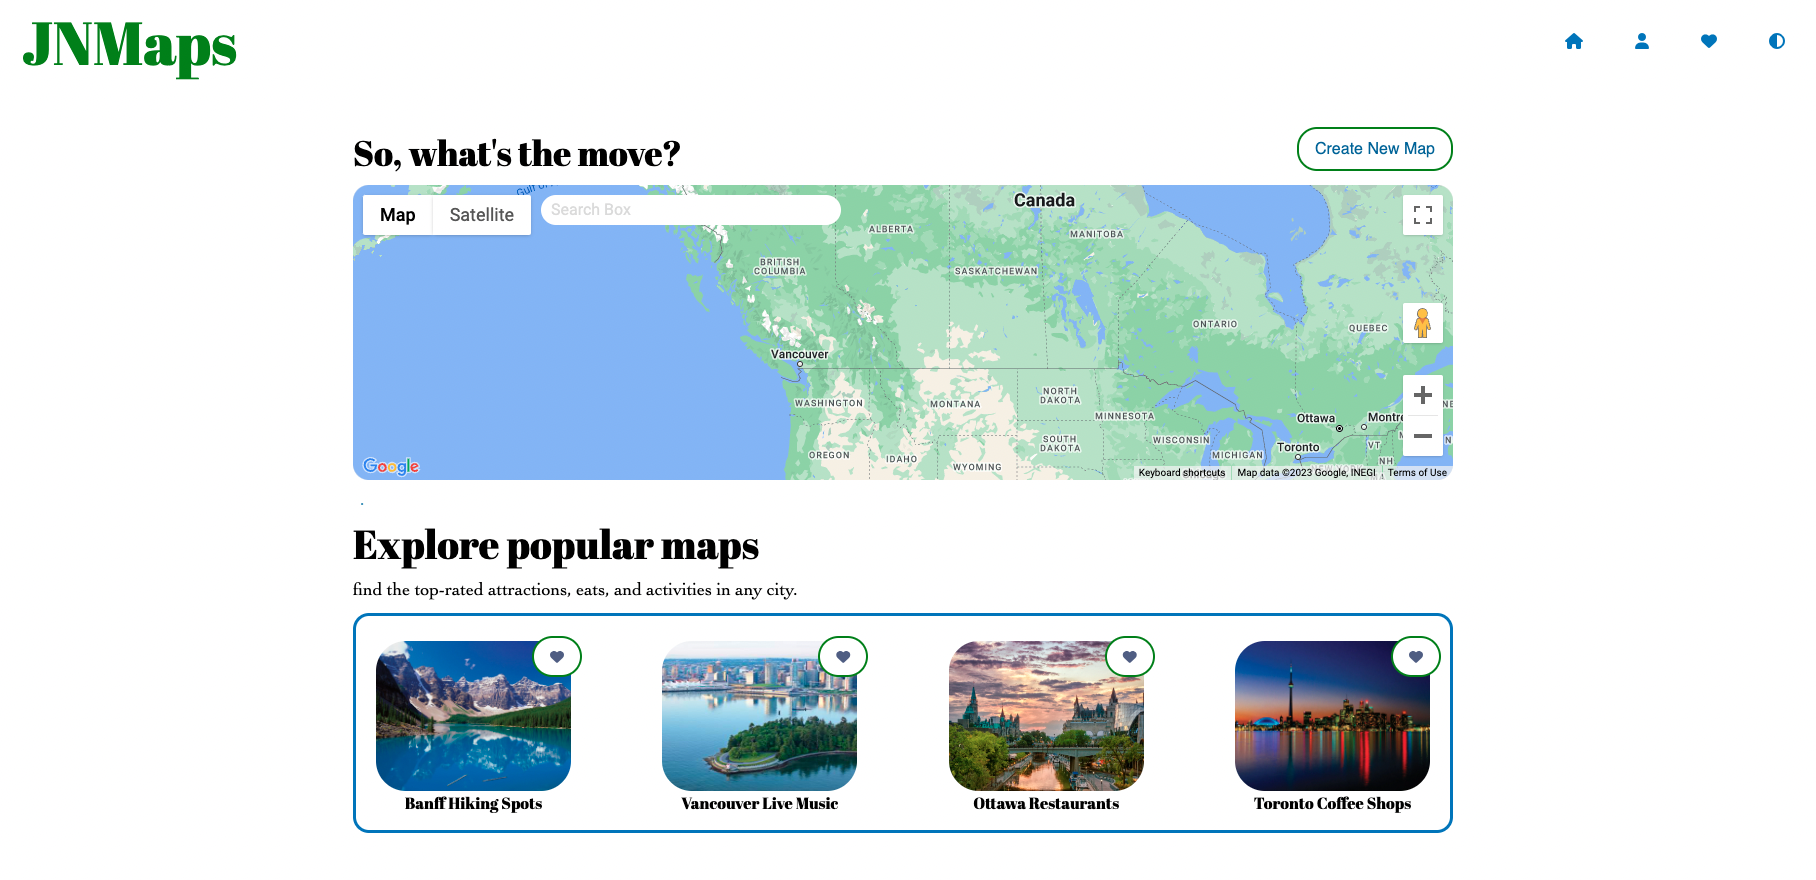 JNMaps
So, what's the move?
Create New Map
Map
Satellite
Search Box
Canada
ALBERTA
MANITOBA
BRITISH
COLUMBIA
SASKATCHEWAN
ONTARIO
QUEBEC
Vancouver
WASHINGTON
MONTANA
NORTH
DAKOTA
MINNESOTA
Ottawa
Montre
OREGON
IDAHO
WYOMING
SOUTH
DAKOTA
WISCONSIN
MICHIGAN
Toronto
VT
NH
Google
Keyboard shortcuts
Map data ©2023 Google, INEGI
Terms of Use
Explore popular maps
find the top-rated attractions, eats, and activities in any city.
Banff Hiking Spots
Vancouver Live Music
Ottawa Restaurants
Toronto Coffee Shops